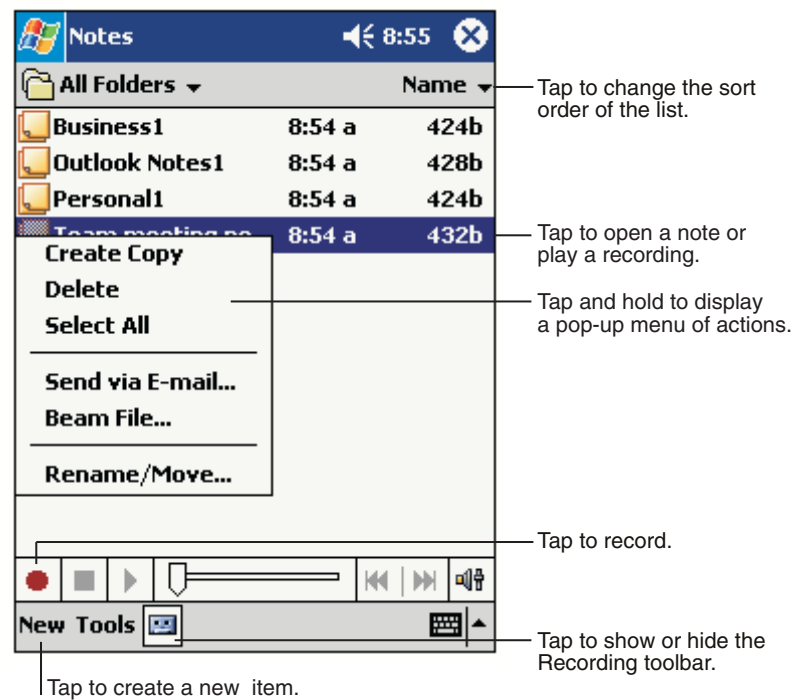 Notes 8:55
All Folders Name
Tap to change the sort
order of the list.
Business1 8:54 a 424b
Outlook Notes1 8:54 a 428b
Personal1 8:54 a 424b
Team meeting no 8:54 a 432b
Tap to open a note or
play a recording.
Create Copy
Delete
Select All
Tap and hold to display
a pop-up menu of actions.
Send via E-mail...
Beam File...
Rename/Move...
Tap to record.
New Tools
Tap to show or hide the
Recording toolbar.
Tap to create a new item.